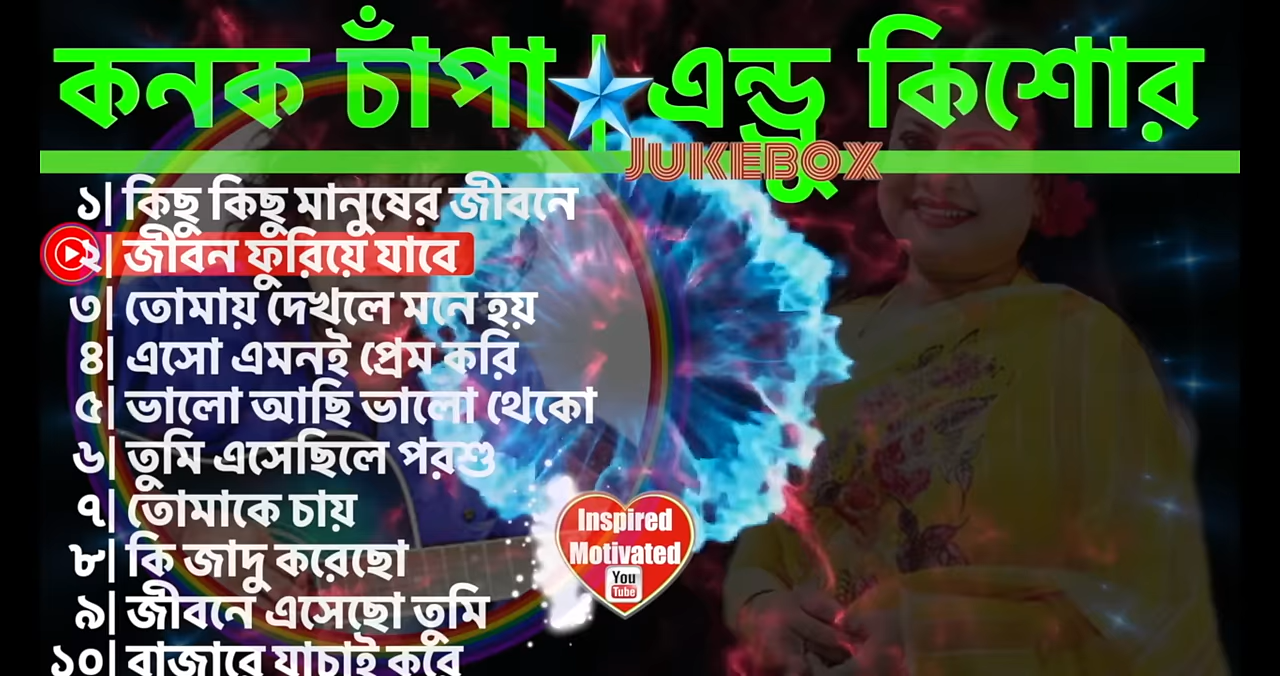 কনক চাঁপা | এন্ড্রু কিশোর
JUKEBOX
১| কিছু কিছু মানুষের জীবনে
২| জীবন ফুরিয়ে যাবে
৩| তোমায় দেখলে মনে হয়
৪| এসো এমনই প্রেম করি
৫| ভালো আছি ভালো থেকো
৬| তুমি এসেছিলে পরশু
৭| তোমাকে চায়
৮| কি জাদু করেছো
৯| জীবনে এসেছো তুমি
১০| বাজারে যাচাই করে
Inspired
Motivated
You
Tube